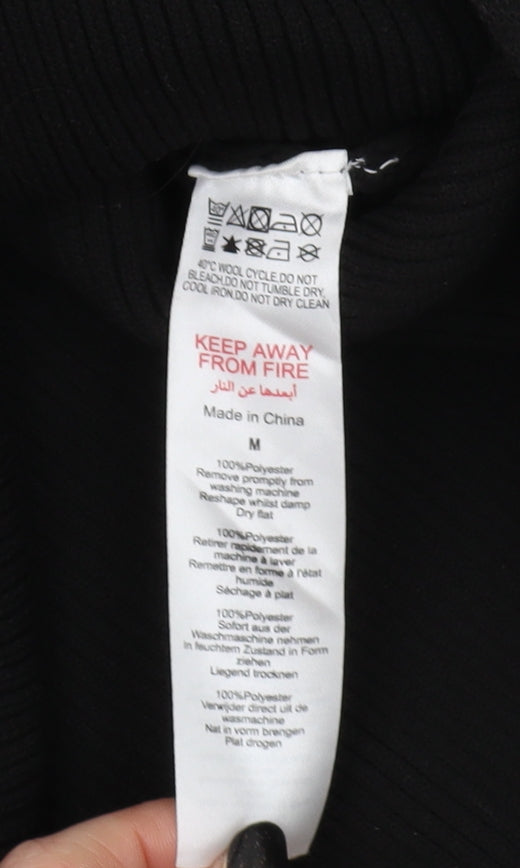 40°C WOOL CYCLE.DO NOT
BLEACH.DO NOT TUMBLE DRY.
COOL IRON.DO NOT DRY CLEAN
KEEP AWAY
FROM FIRE
أبعدها عن النار
Made in China
M
100%Polyester
Remove promptly from
washing machine
Reshape whilst damp
Dry flat
100%Polyester
Retirer rapidement de la
machine à laver
Remettre en forme à l'état
humide
Séchage à plat
100%Polyester
Sofort aus der
Waschmaschine nehmen
In feuchtem Zustand in Form
ziehen
Liegend trocknen
100%Polyester
Verwijder direct uit de
wasmachine
Nat in vorm brengen
Plat drogen